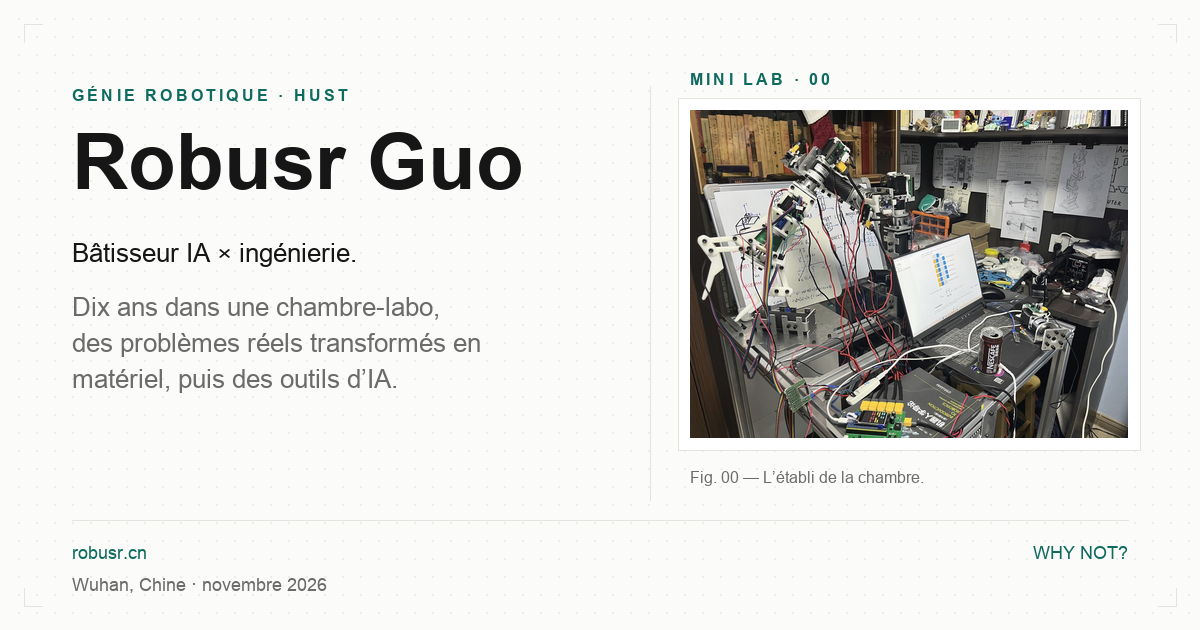 GÉNIE ROBOTIQUE · HUST
Robusr Guo
Bâtisseur IA × ingénierie.
Dix ans dans une chambre-labo,
des problèmes réels transformés en
matériel, puis des outils d’IA.
MINI LAB · 00
NESCAFÉ
Fig. 00 — L’établi de la chambre.
robusr.cn
WHY NOT?
Wuhan, Chine · novembre 2026